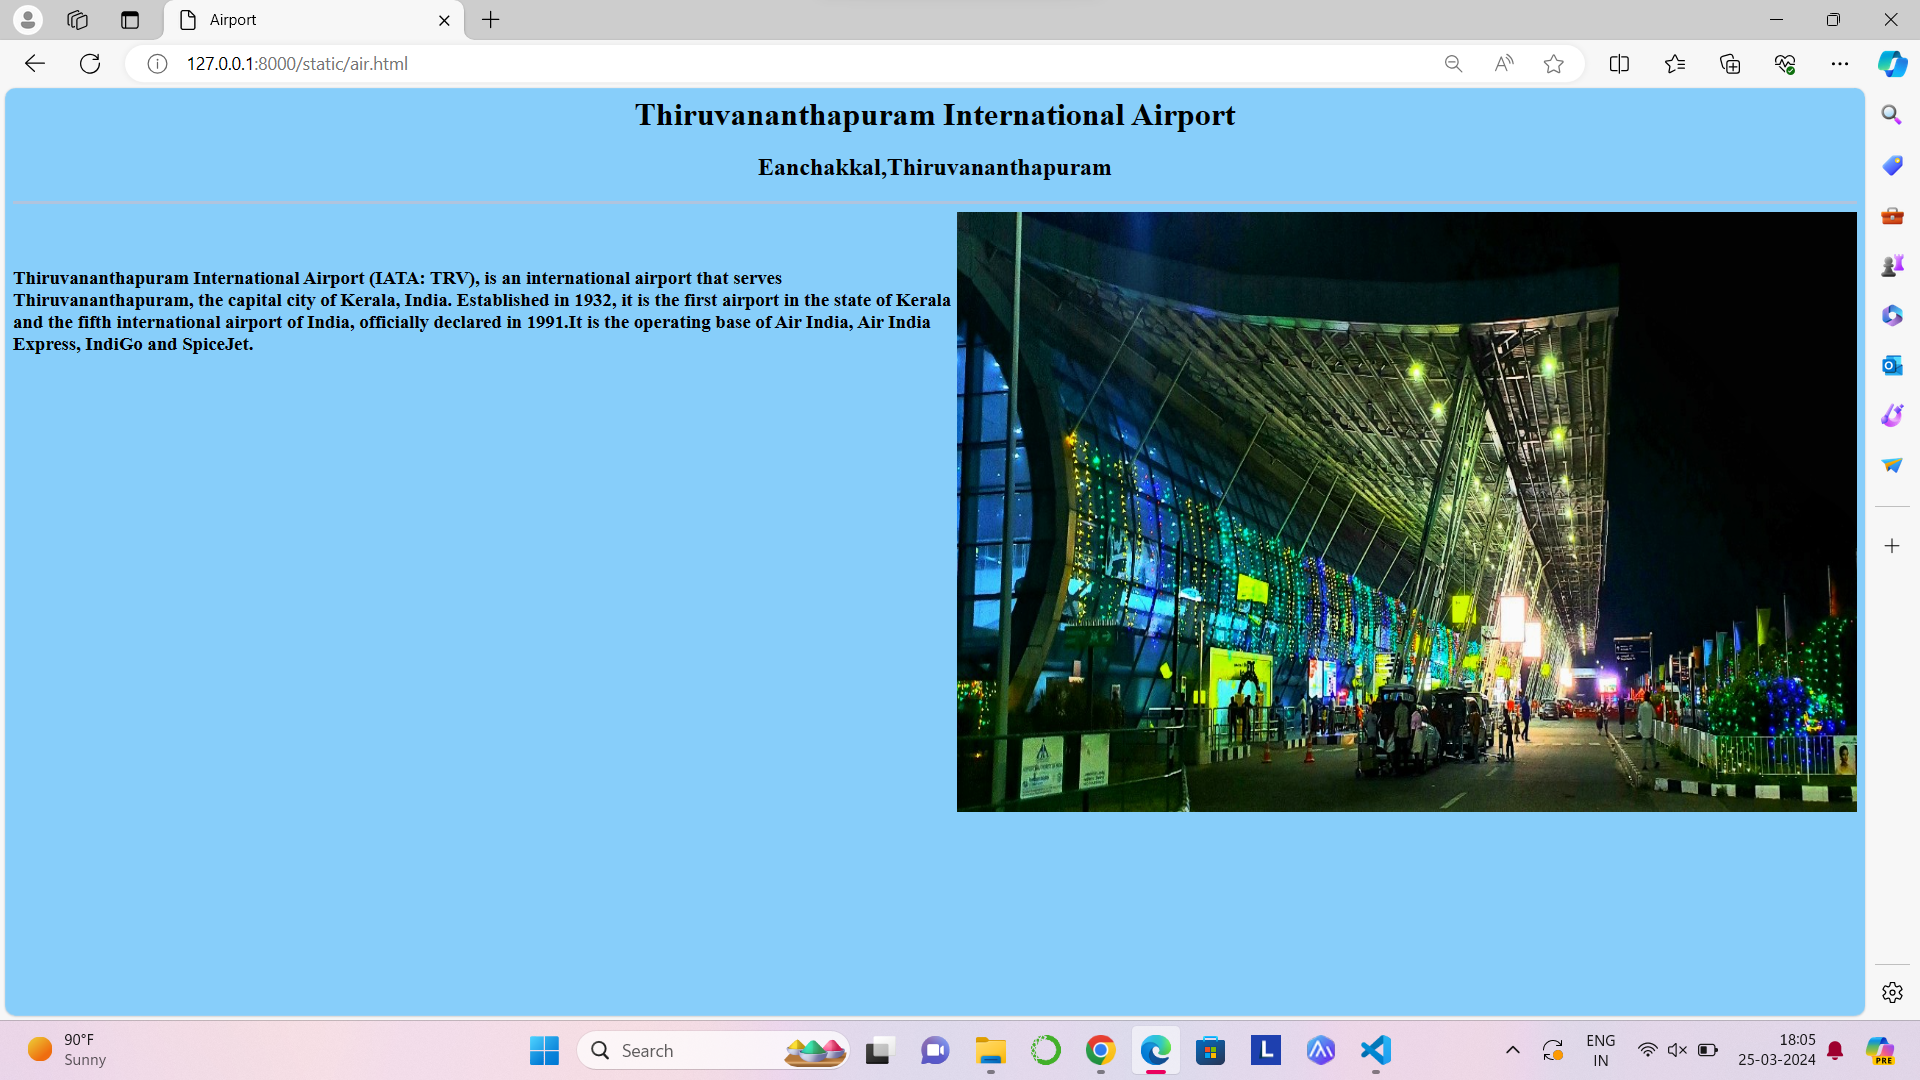 Airport
127.0.0.1:8000/static/air.html
Thiruvananthapuram International Airport
Eanchakkal,Thiruvananthapuram
Thiruvananthapuram International Airport (IATA: TRV), is an international airport that serves
Thiruvananthapuram, the capital city of Kerala, India. Established in 1932, it is the first airport in the state of Kerala
and the fifth international airport of India, officially declared in 1991.It is the operating base of Air India, Air India
Express, IndiGo and SpiceJet.
90°F
Sunny
Search
L
ENG
IN
18:05
25-03-2024
PRE